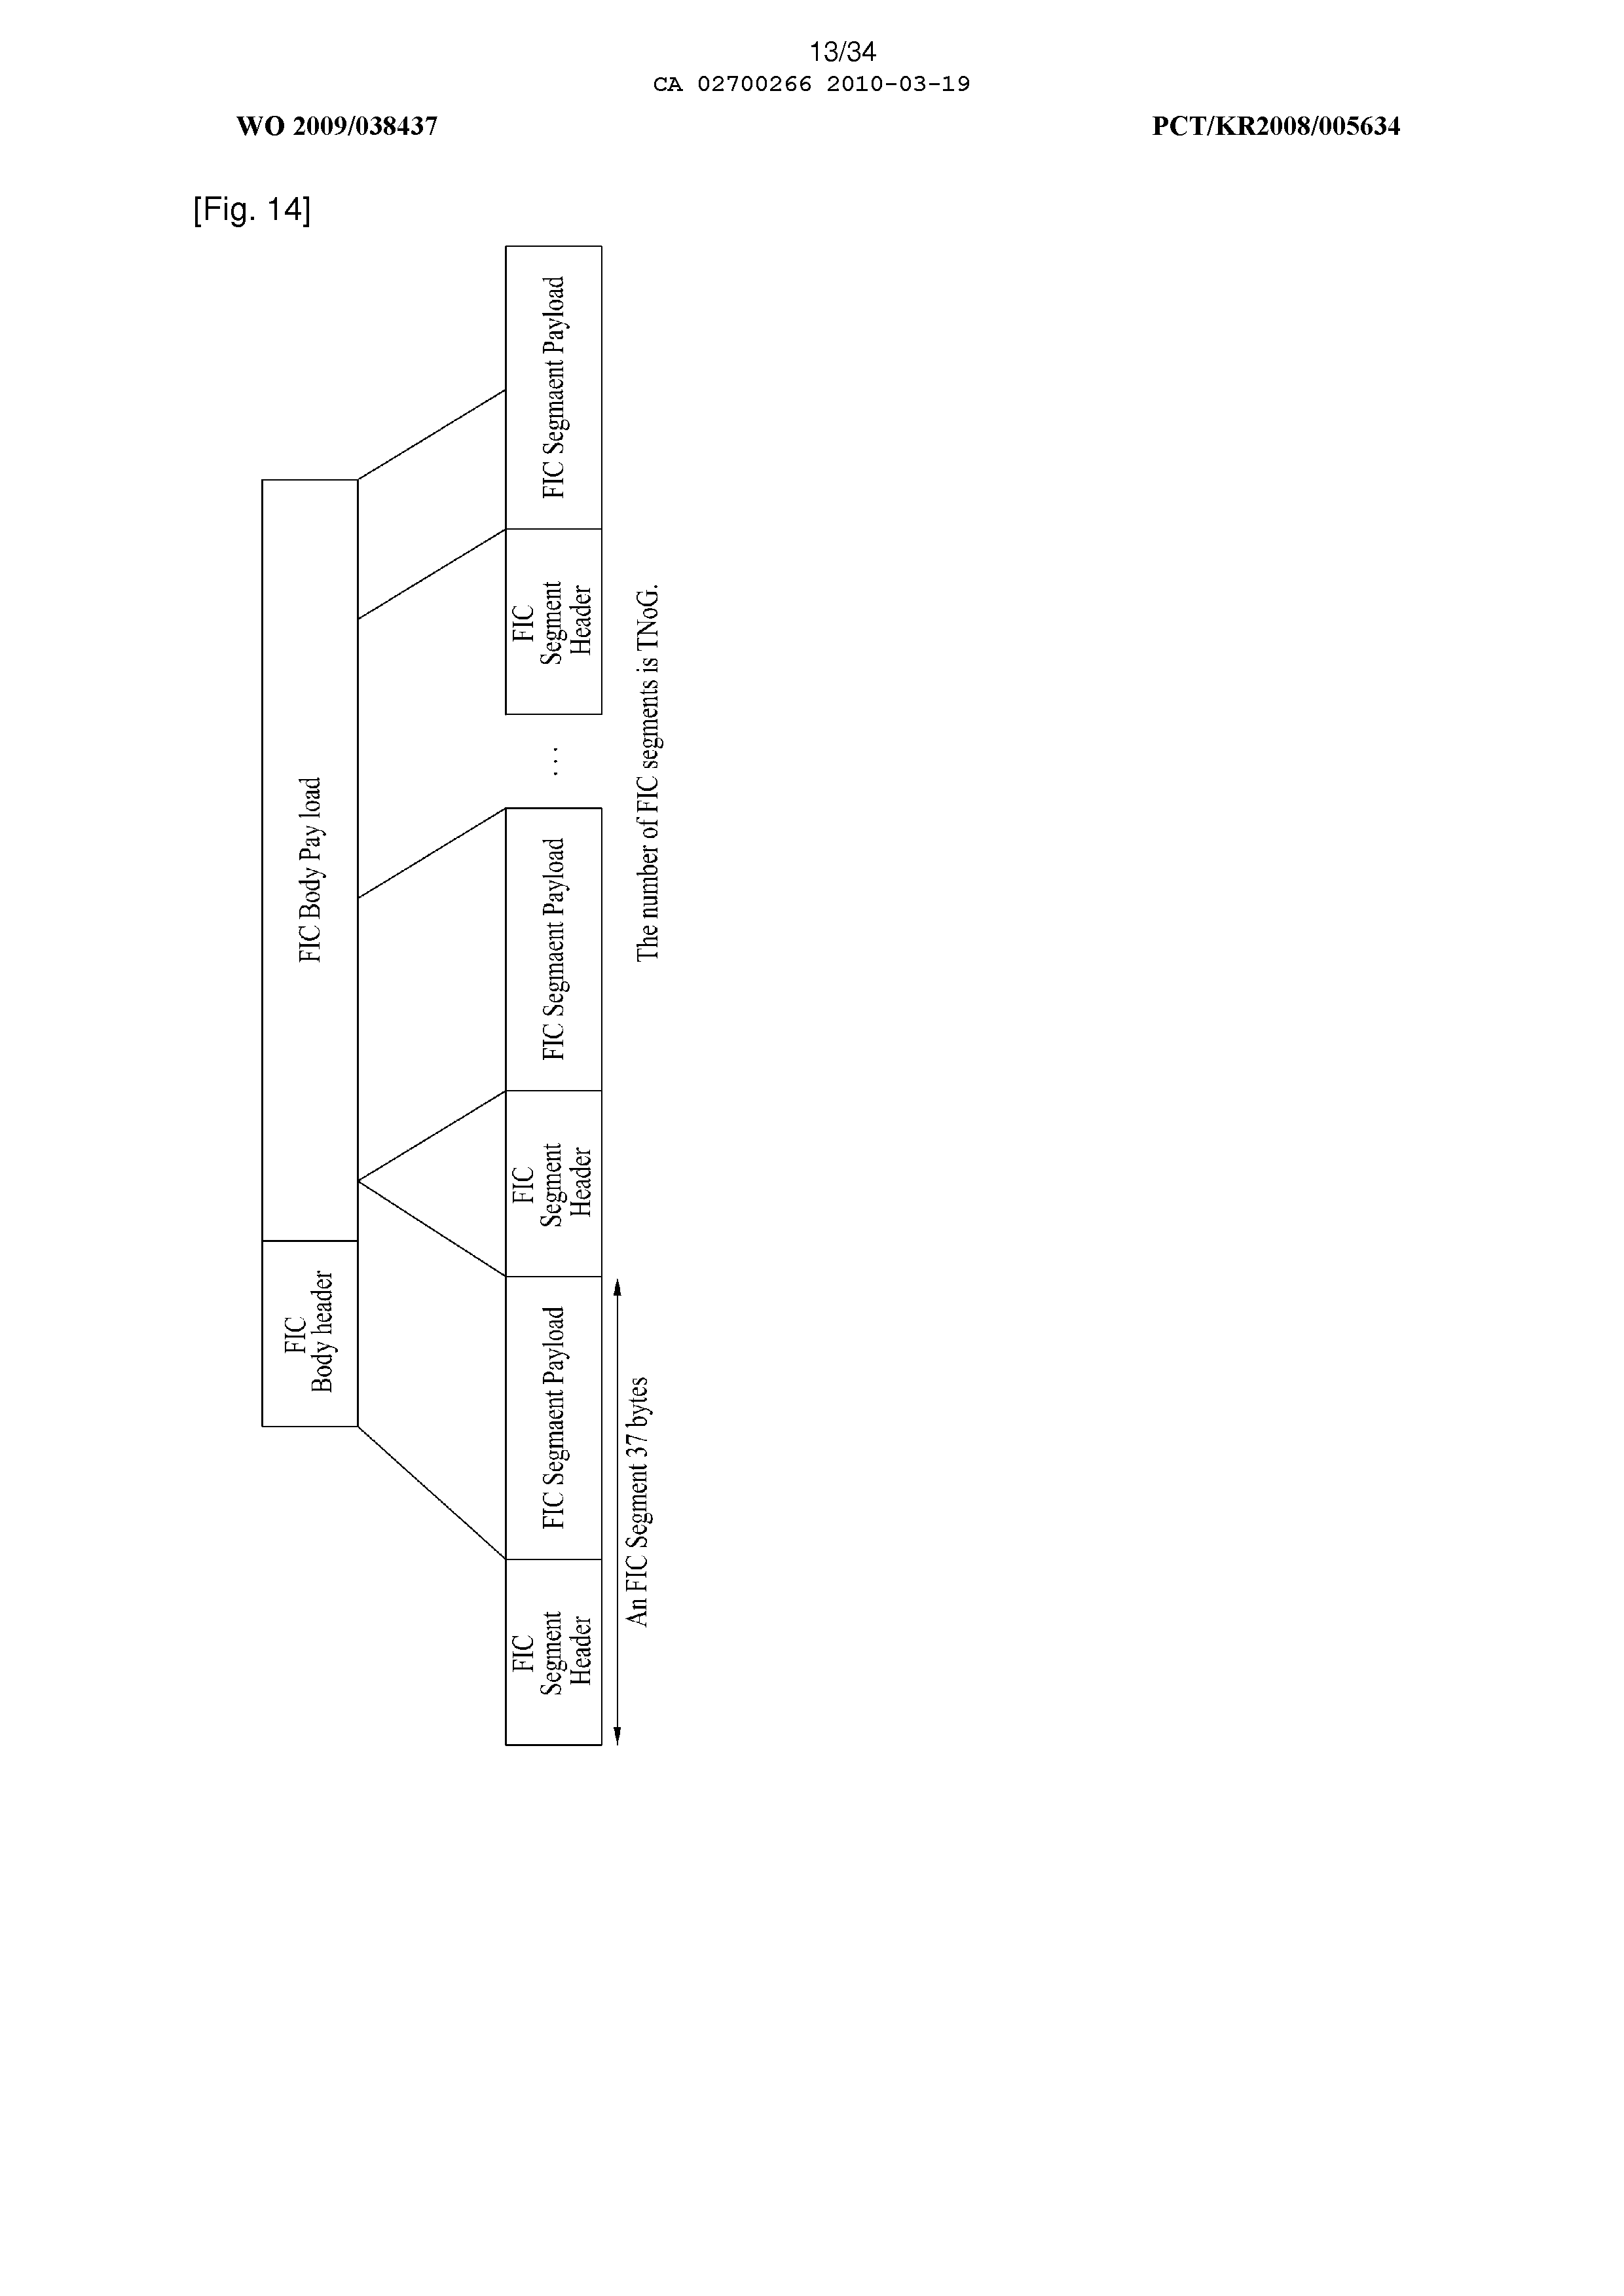 13/34
CA 02700266 2010-03-19
WO 2009/038437
PCT/KR2008/005634
[Fig. 14]
FIC
Body header
FIC Body Pay load
FIC
Segment
Header
FIC Segmaent Payload
FIC
Segment
Header
FIC Segmaent Payload
...
FIC
Segment
Header
FIC Segmaent Payload
An FIC Segment 37 bytes
The number of FIC segments is TNoG.